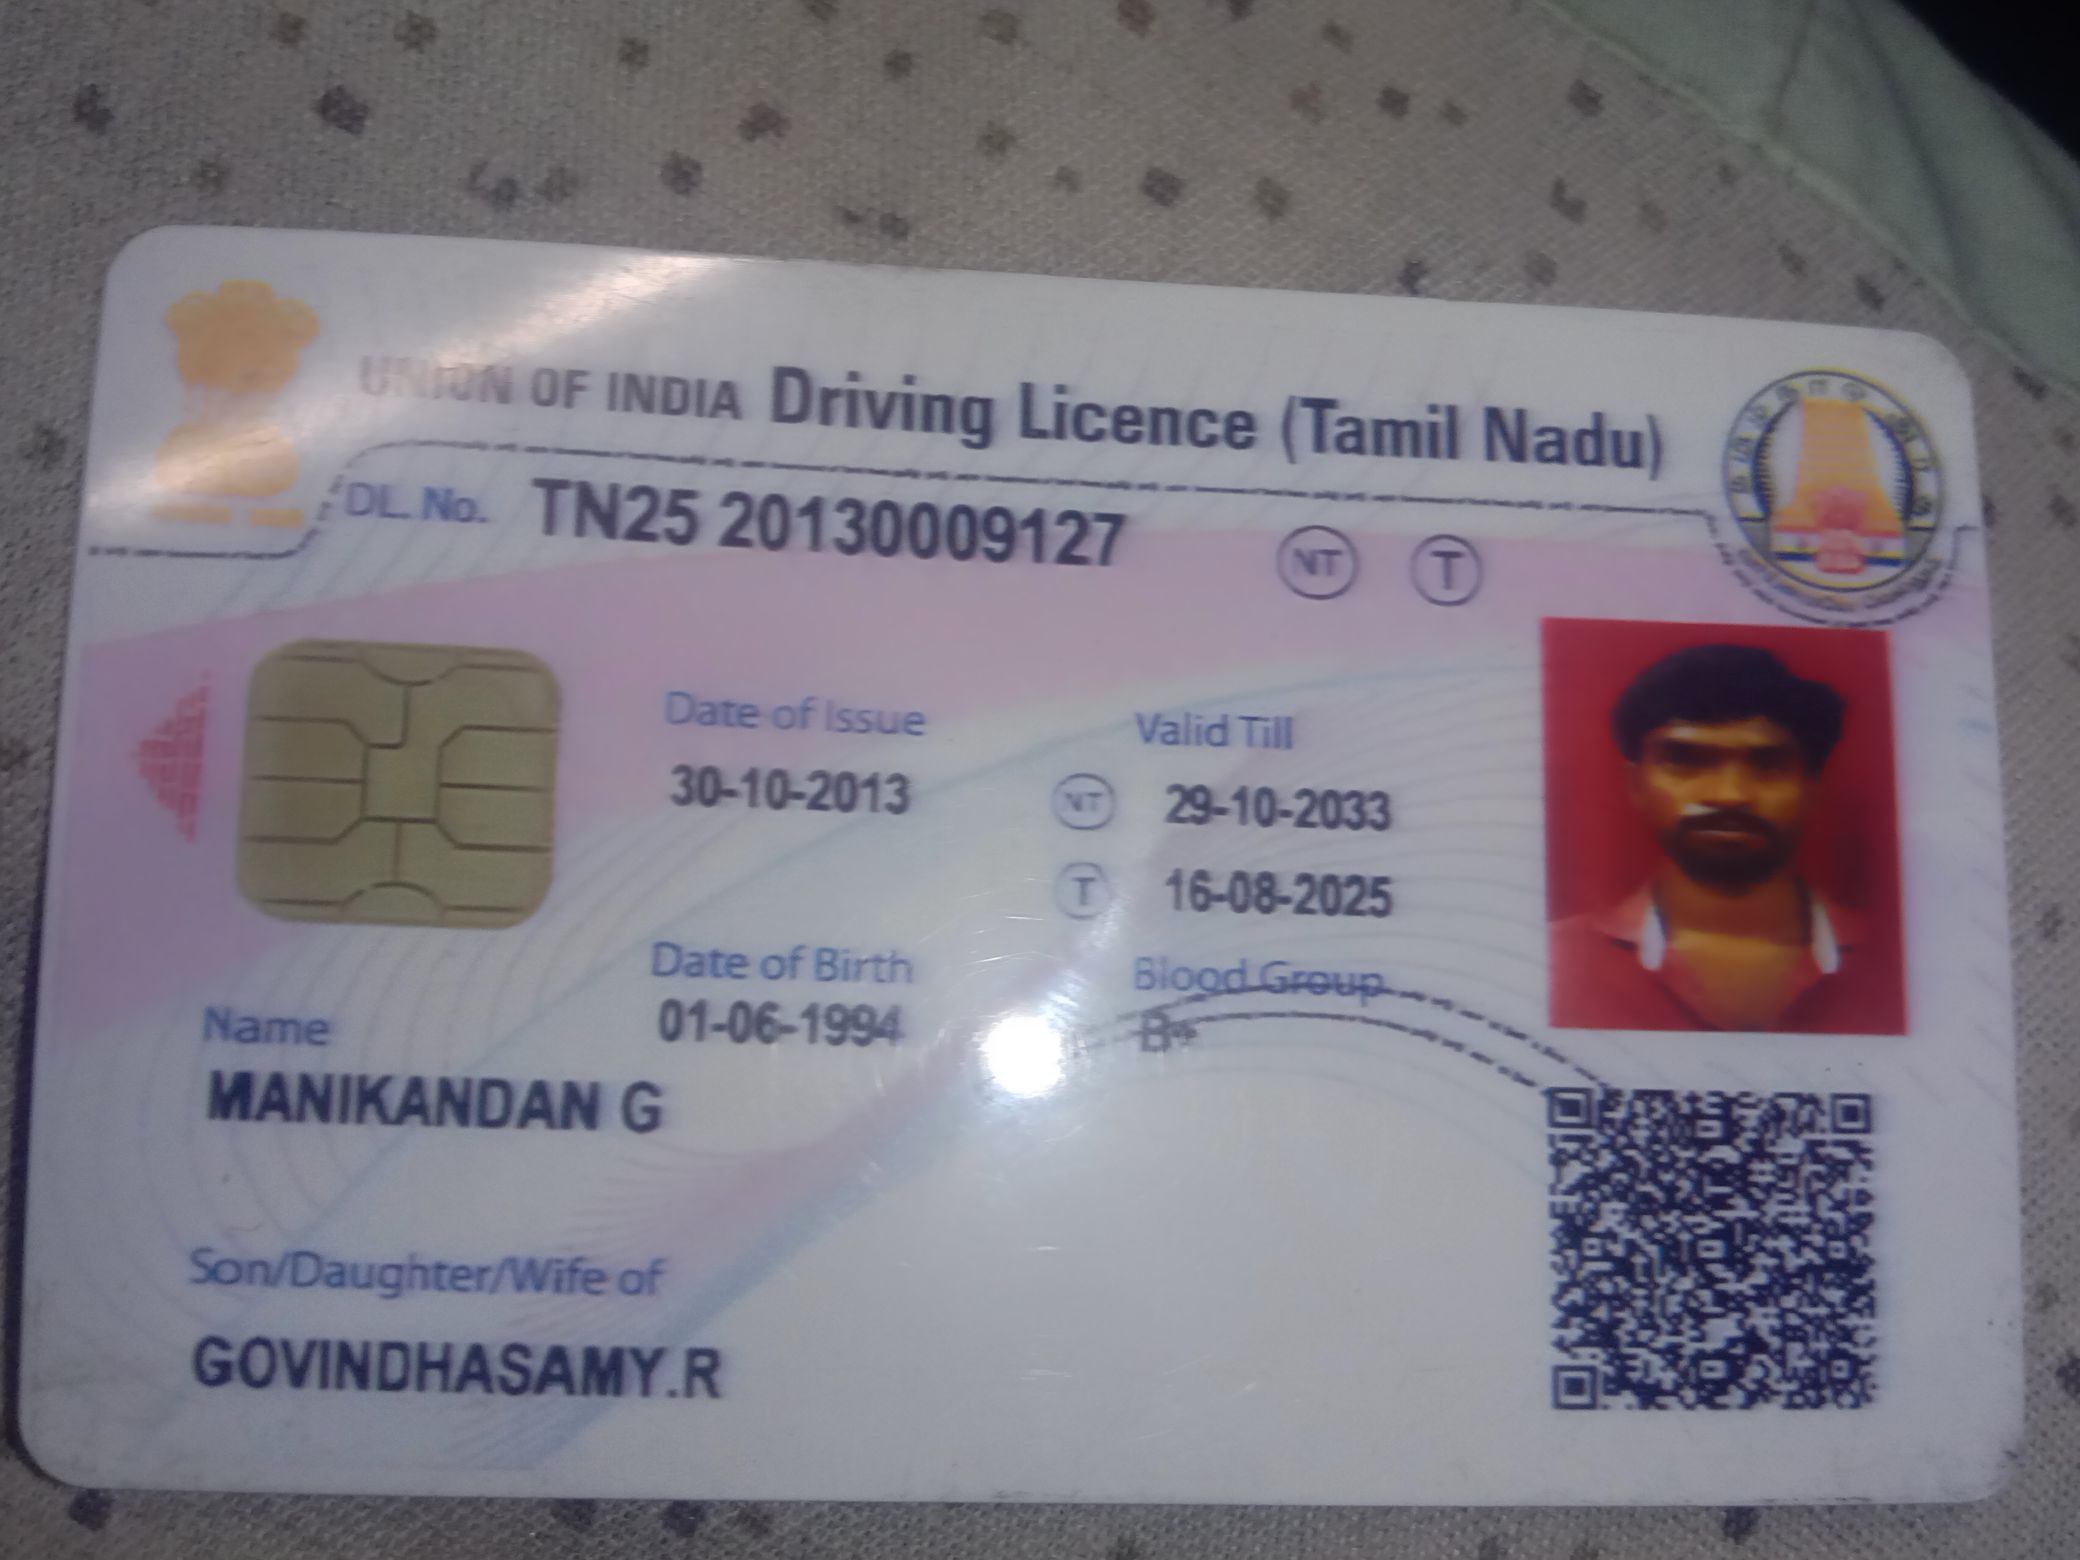 UNION OF INDIA Driving Licence (Tamil Nadu)
DL. No. TN25 20130009127 NT T
Date of Issue Valid Till
30-10-2013 NT 29-10-2033
T 16-08-2025
Date of Birth Blood Group
01-06-1994 B+
Name
MANIKANDAN G
Son/Daughter/Wife of
GOVINDHASAMY.R